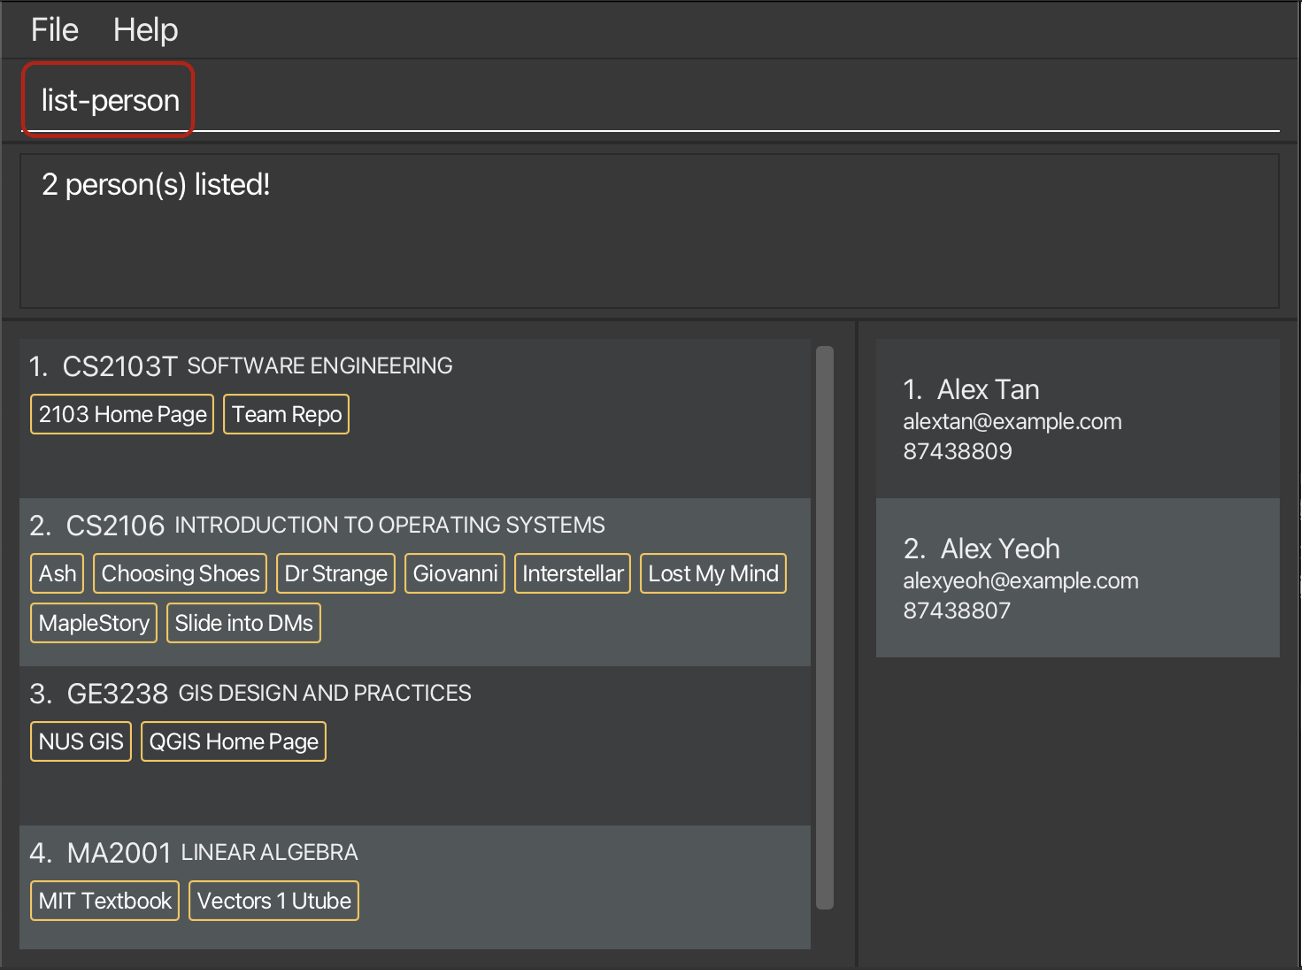 File Help
list-person
2 person(s) listed!
1. CS2103T SOFTWARE ENGINEERING
2103 Home Page Team Repo
2. CS2106 INTRODUCTION TO OPERATING SYSTEMS
Ash Choosing Shoes Dr Strange Giovanni Interstellar Lost My Mind
MapleStory Slide into DMs
3. GE3238 GIS DESIGN AND PRACTICES
NUS GIS QGIS Home Page
4. MA2001 LINEAR ALGEBRA
MIT Textbook Vectors 1 Utube
1. Alex Tan
alextan@example.com
87438809
2. Alex Yeoh
alexyeoh@example.com
87438807